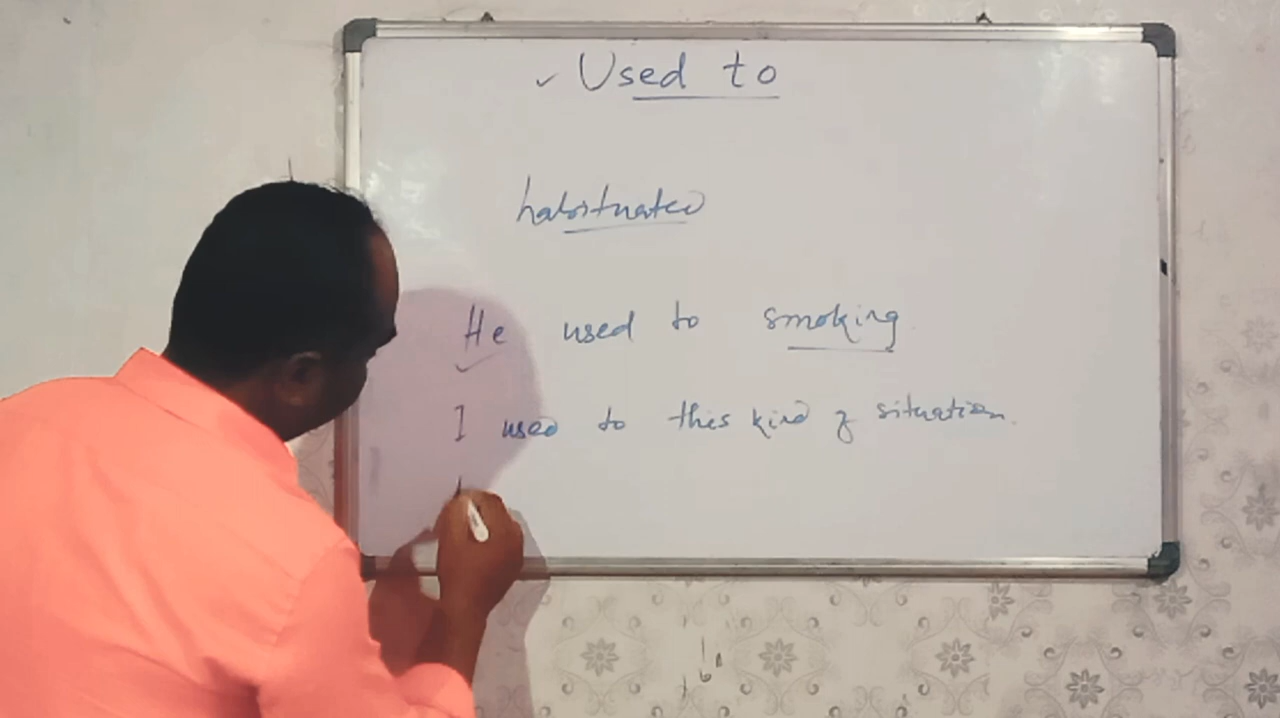 ✓ Used to
habituated
He used to smoking
I used to this kind of situation.